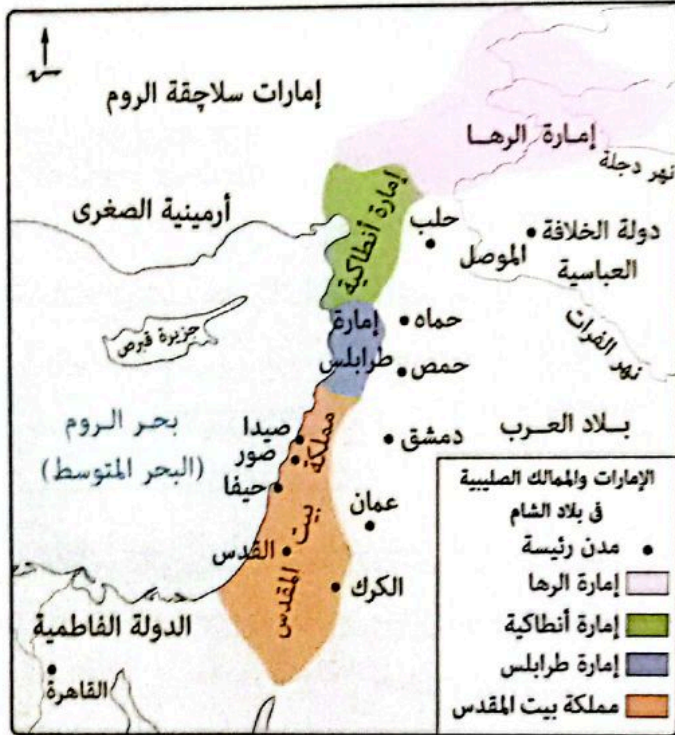 إمارات سلاچقة الروم
إمارة الرها
نهر دجلة
أرمينية الصغرى
إمارة أنطاكية
حلب
دولة الخلافة
العباسية
الموصل
جزيرة قبرص
إمارة
طرابلس
حماه
حمص
نهر الفرات
بحر الروم
(البحر المتوسط)
صيدا
صور
حيفا
مملكة بيت المقدس
دمشق
بلاد العرب
عمان
القدس
الكرك
الدولة الفاطمية
القاهرة
الإمارات والممالك الصليبية
فى بلاد الشام
مدن رئيسة
إمارة الرها
إمارة أنطاكية
إمارة طرابلس
مملكة بيت المقدس